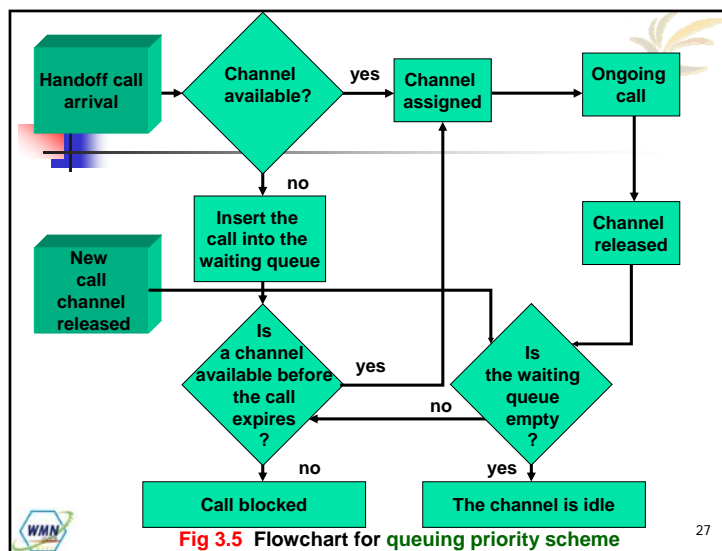 Handoff call
arrival
Channel
available?
yes
Channel
assigned
Ongoing
call
no
Insert the
call into the
waiting queue
Channel
released
New
call
channel
released
Is
a channel
available before
the call
expires
?
yes
no
Is
the waiting
queue
empty
?
no
yes
Call blocked
The channel is idle
WMN
Fig 3.5 Flowchart for queuing priority scheme
27